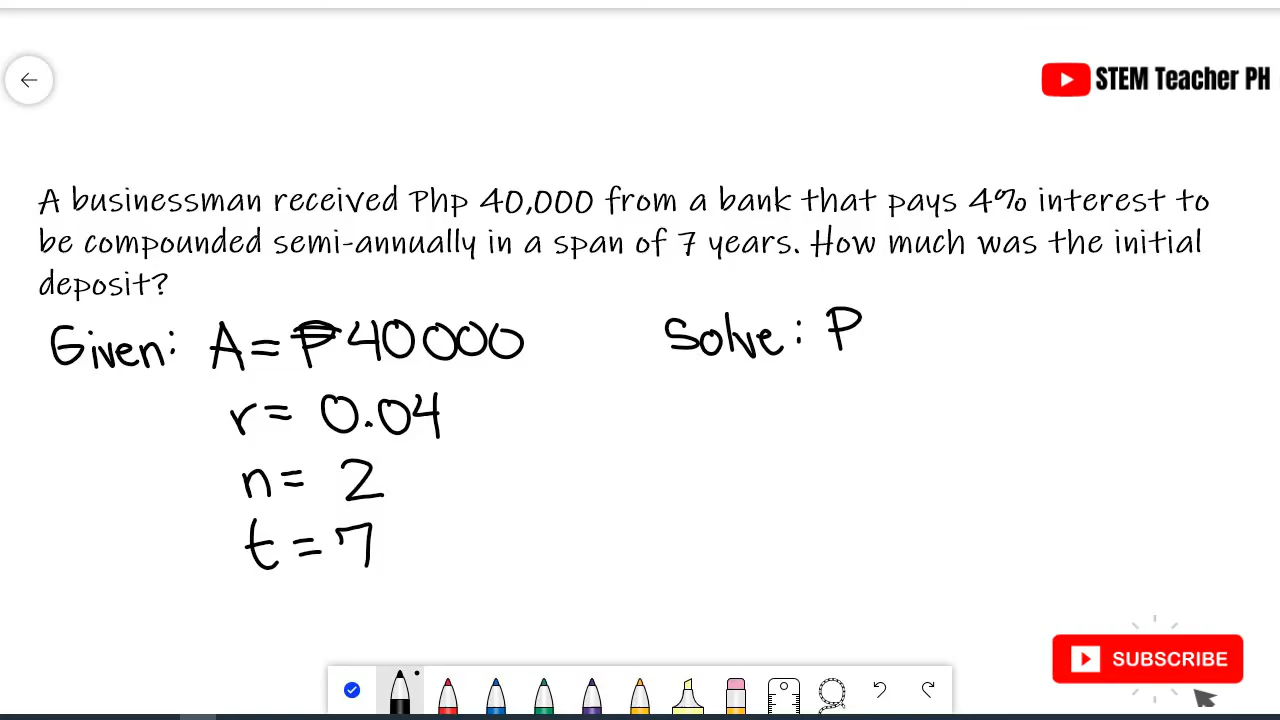 STEM Teacher PH
A businessman received Php 40,000 from a bank that pays 4% interest to
be compounded semi-annually in a span of 7 years. How much was the initial
deposit?
Given: A = ₱40000
Solve: P
r = 0.04
n = 2
t = 7
SUBSCRIBE